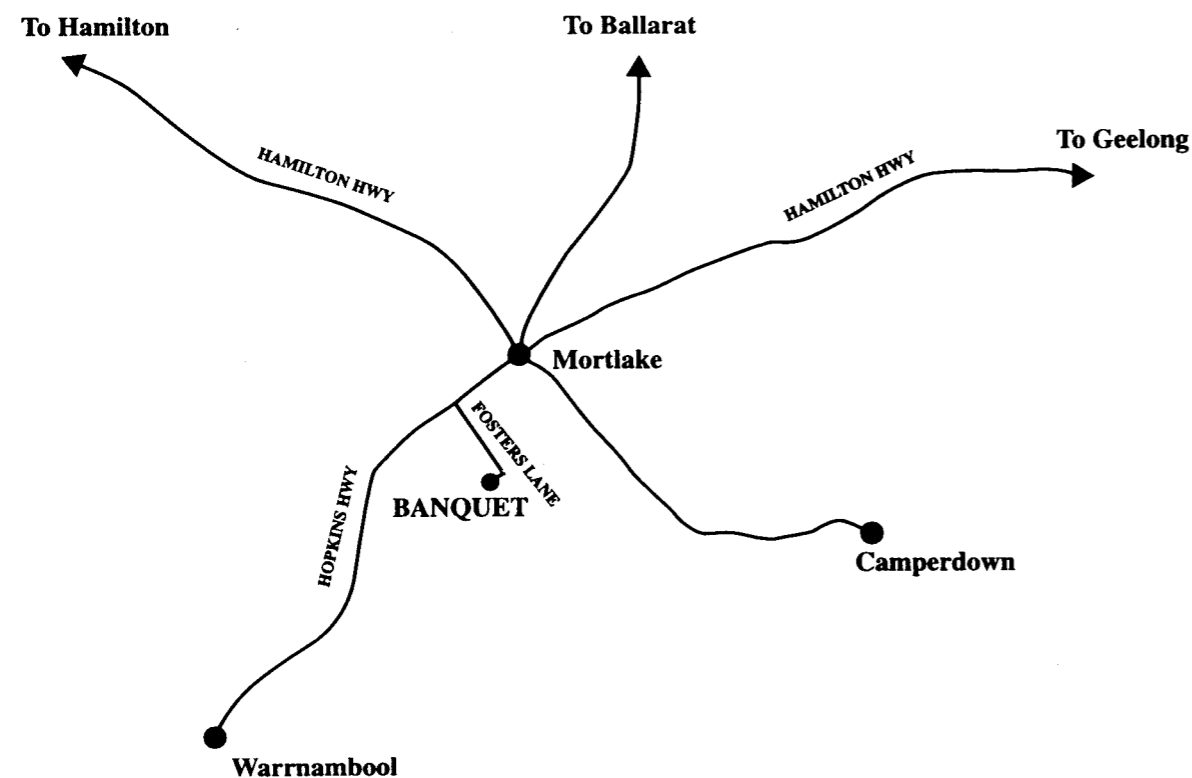 To Hamilton
To Ballarat
To Geelong
HAMILTON HWY
HAMILTON HWY
Mortlake
FOSTERS LANE
HOPKINS HWY
BANQUET
Camperdown
Warrnambool